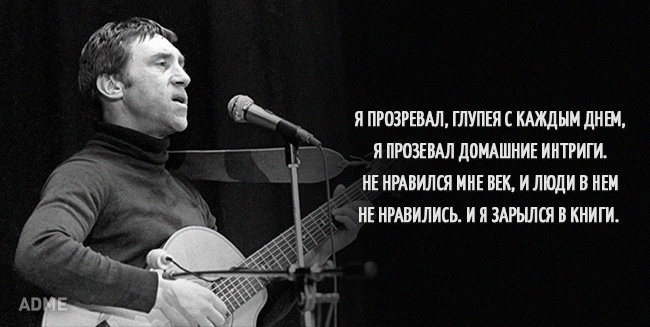 Я ПРОЗРЕВАЛ, ГЛУПЕЯ С КАЖДЫМ ДНЕМ,
Я ПРОЗЕВАЛ ДОМАШНИЕ ИНТРИГИ.
НЕ НРАВИЛСЯ МНЕ ВЕК, И ЛЮДИ В НЕМ
НЕ НРАВИЛИСЬ. И Я ЗАРЫЛСЯ В КНИГИ.
ADME